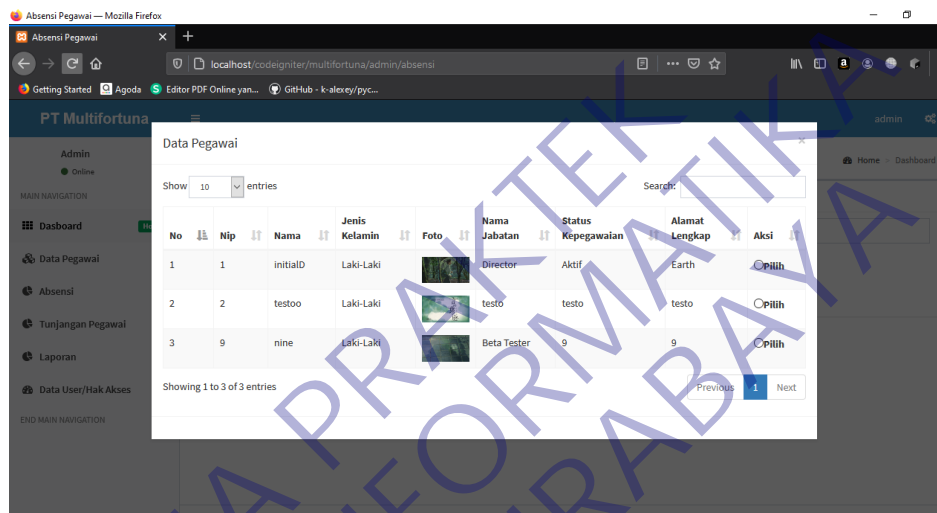 Absensi Pegawai — Mozilla Firefox
Absensi Pegawai
localhost/codeigniter/multifortuna/admin/absensi
Getting Started Agoda Editor PDF Online yan... GitHub - k-alexey/pyc...
PT Multifortuna
admin
Admin
Online
Home > Dashboard
MAIN NAVIGATION
Dasboard
Data Pegawai
Absensi
Tunjangan Pegawai
Laporan
Data User/Hak Akses
END MAIN NAVIGATION
Data Pegawai ×
Show 10 entries Search:
No Nip Nama Jenis Kelamin Foto Nama Jabatan Status Kepegawaian Alamat Lengkap Aksi
1 1 initialD Laki-Laki Director Aktif Earth Pilih
2 2 testoo Laki-Laki testo testo testo Pilih
3 9 nine Laki-Laki Beta Tester 9 9 Pilih
Showing 1 to 3 of 3 entries Previous 1 Next
PRAKTEK
SURABAYA